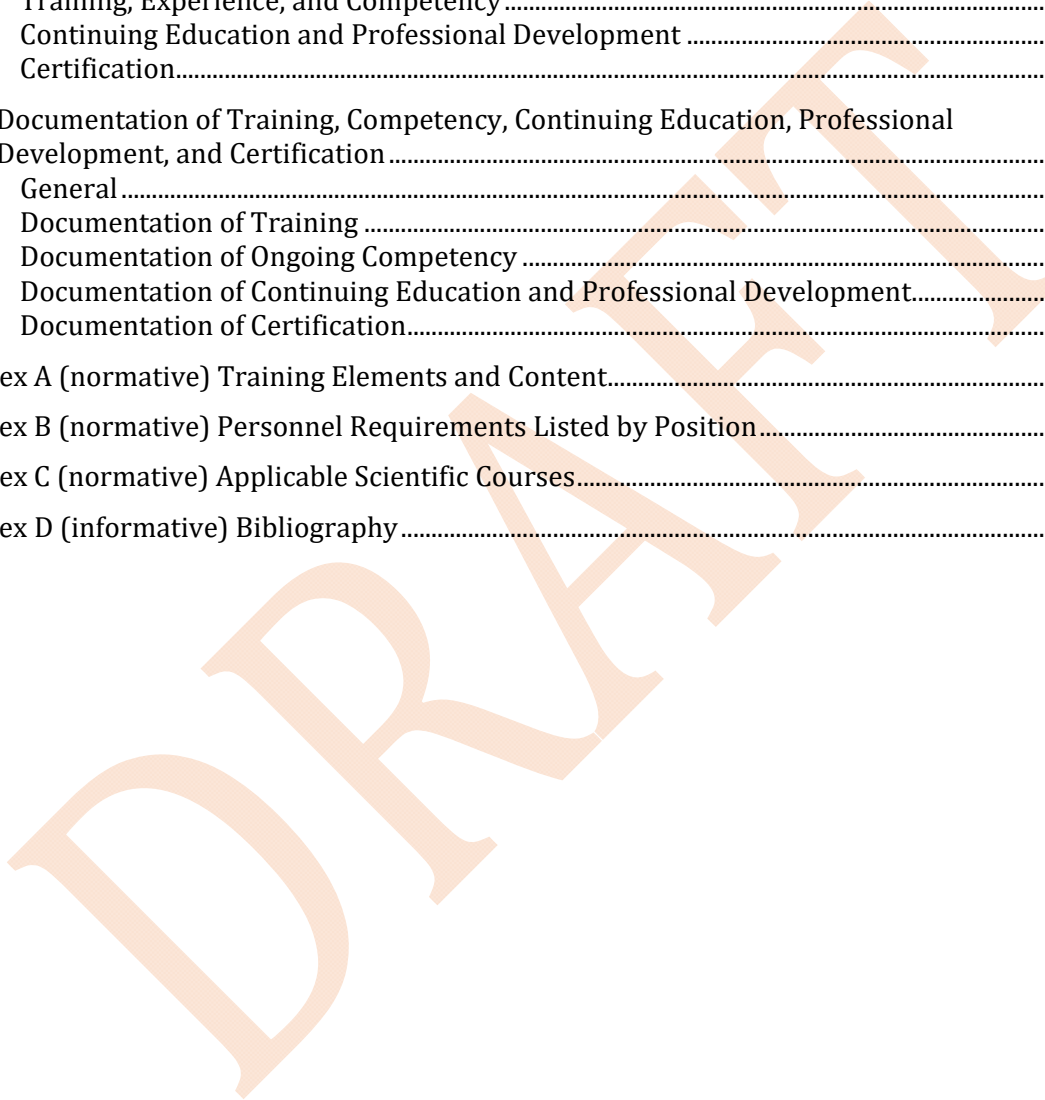 Training, Experience, and Competency
Continuing Education and Professional Development
Certification
Documentation of Training, Competency, Continuing Education, Professional
Development, and Certification
General
Documentation of Training
Documentation of Ongoing Competency
Documentation of Continuing Education and Professional Development
Documentation of Certification
ex A (normative) Training Elements and Content
ex B (normative) Personnel Requirements Listed by Position
ex C (normative) Applicable Scientific Courses
ex D (informative) Bibliography
DRAFT